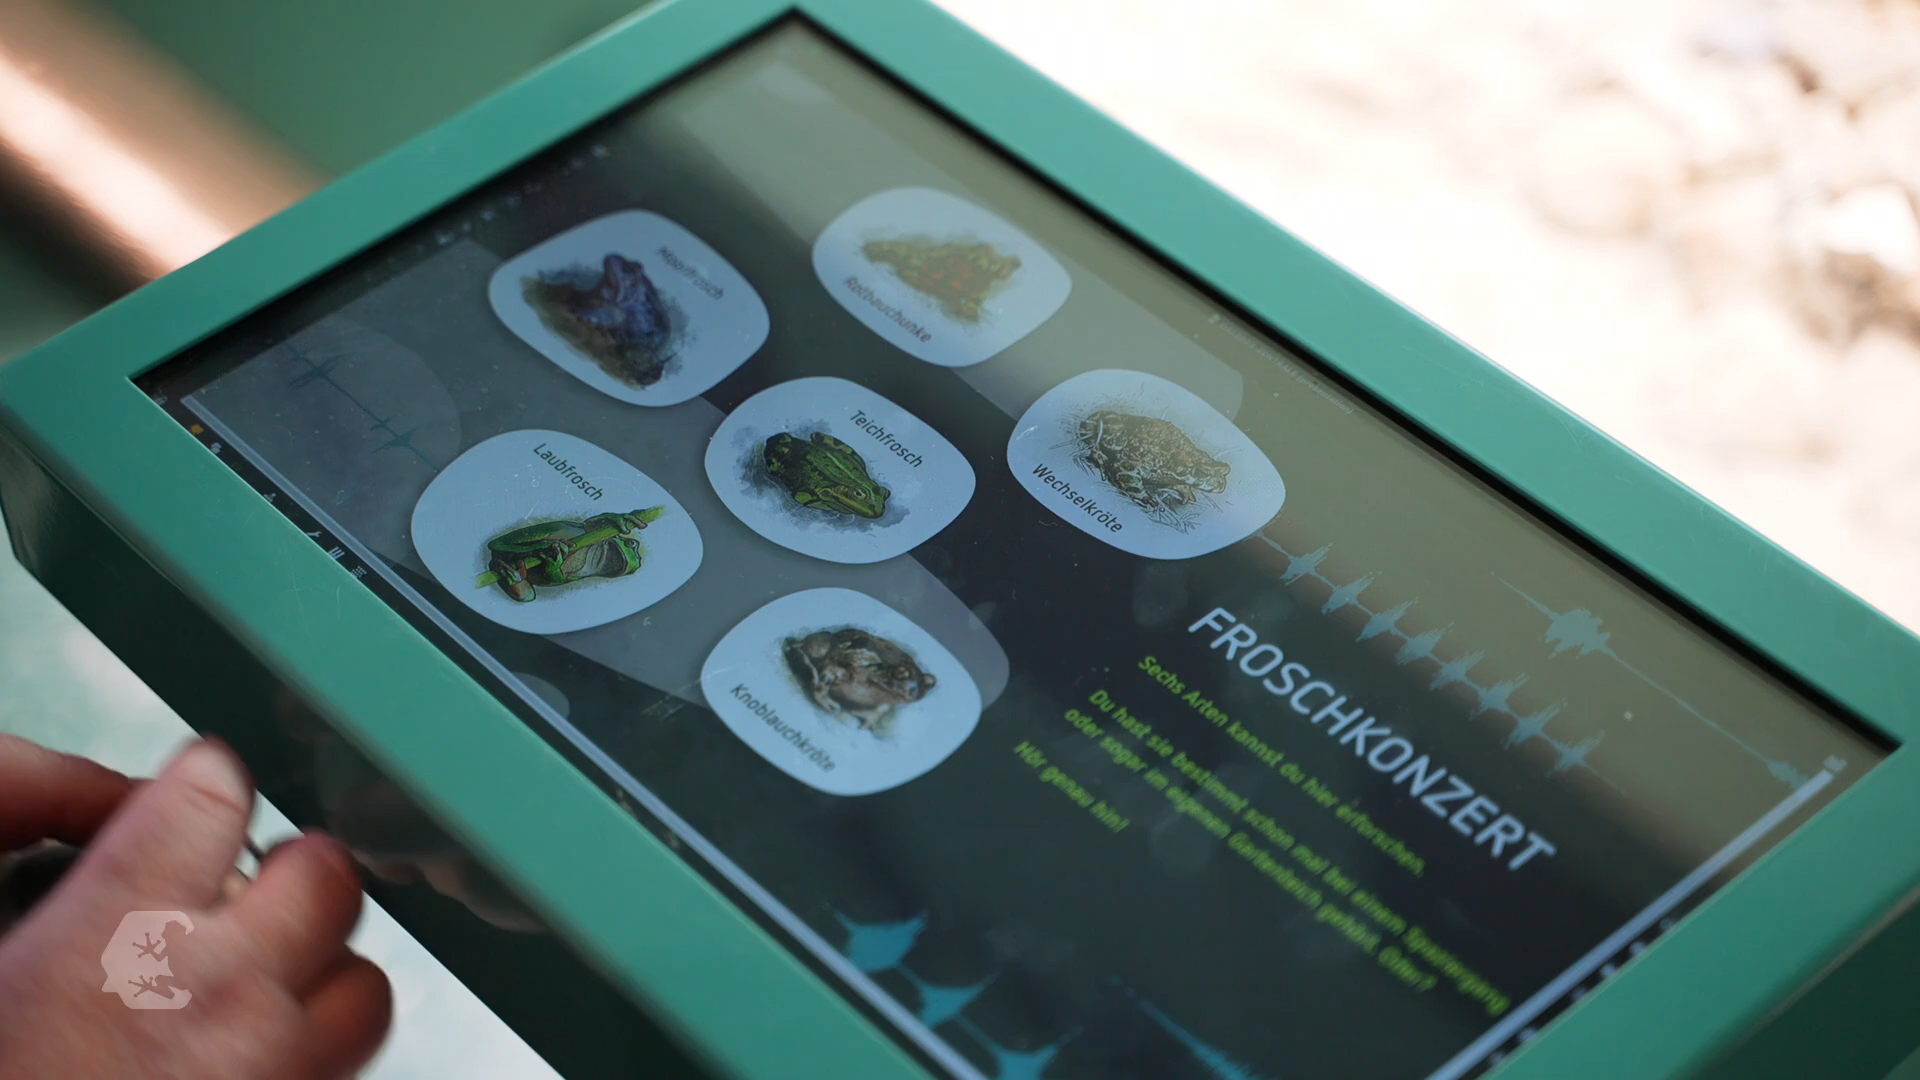 Moorfrosch
Rotbauchunke
Laubfrosch
Teichfrosch
Wechselkröte
Knoblauchkröte
FROSCHKONZERT
Sechs Arten kannst du hier erforschen.
Du hast sie bestimmt schon mal bei einem Spaziergang
oder sogar im eigenen Gartenteich gehört. Oder?
Hör genau hin!